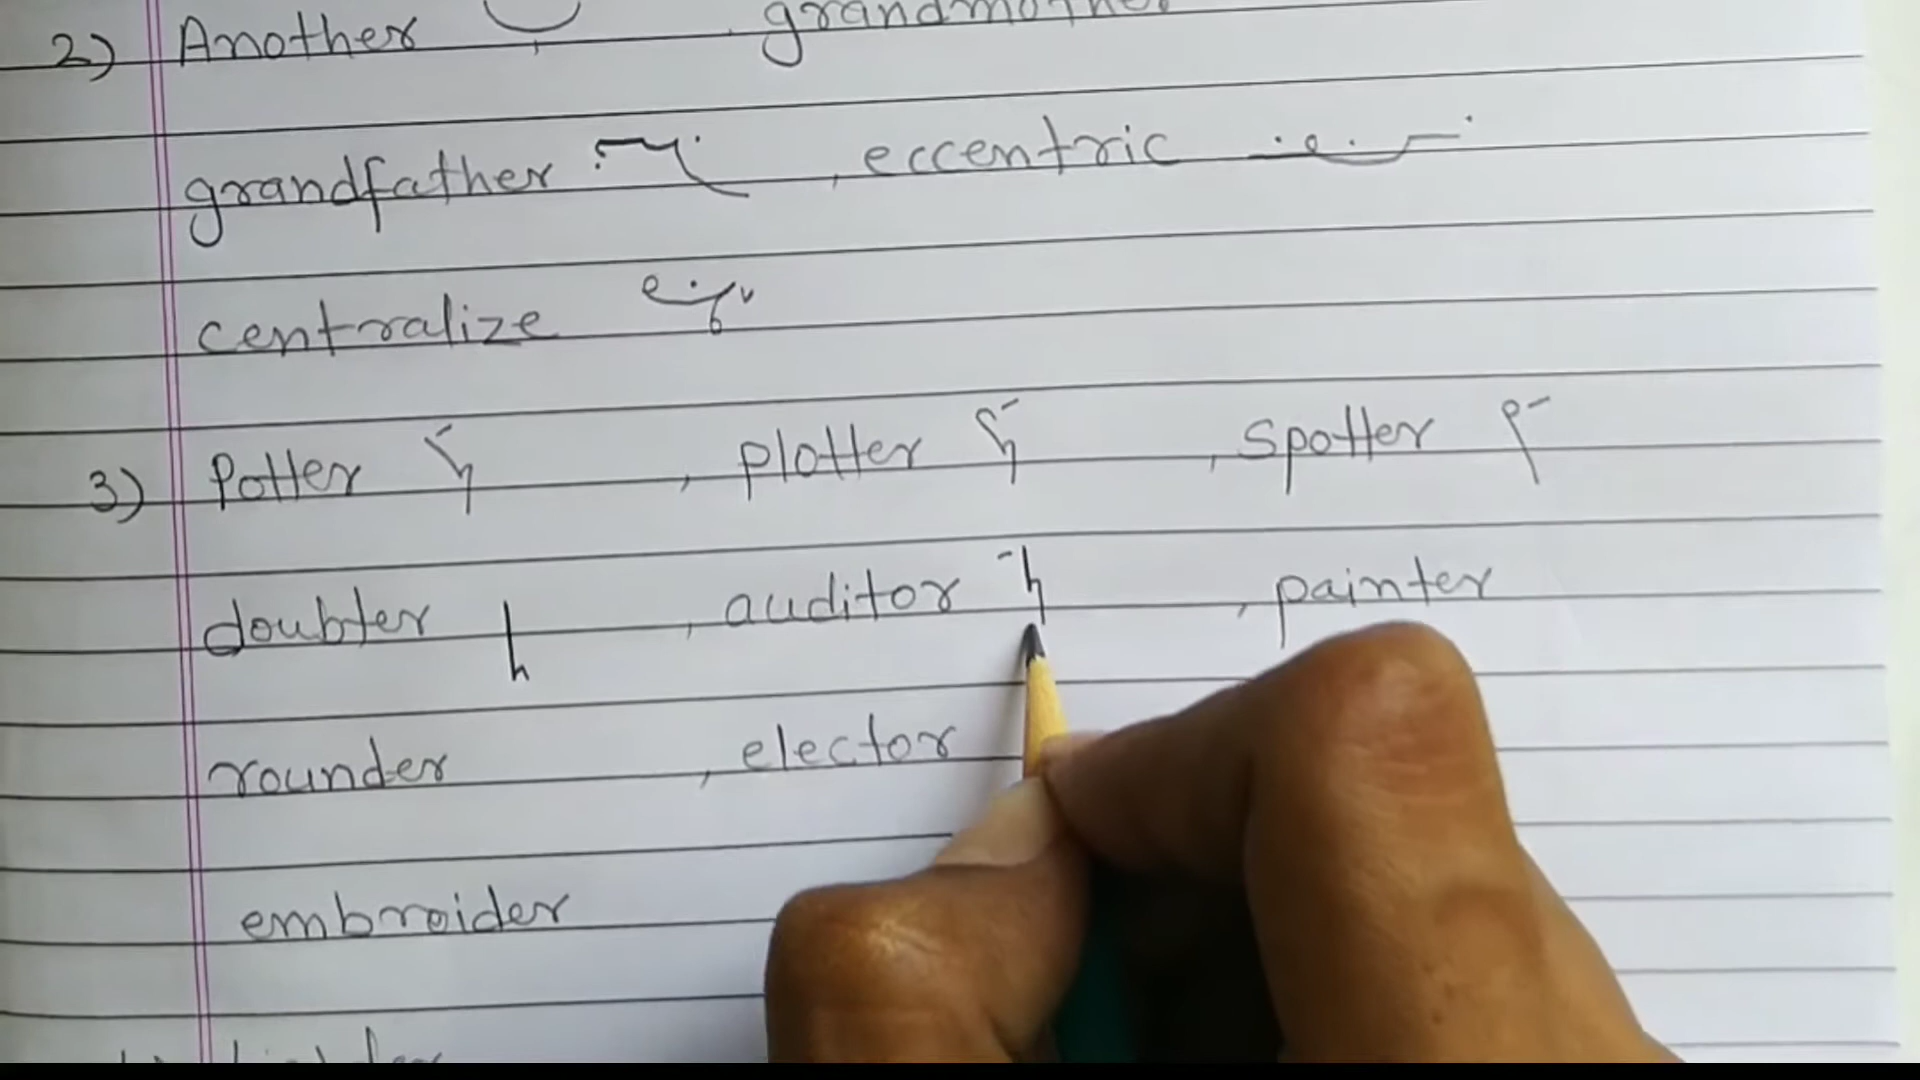 2) Another , grandmother
grandfather , eccentric
centralize
3) Potter , plotter , spotter
doubter , auditor , painter
rounder , elector
embroider